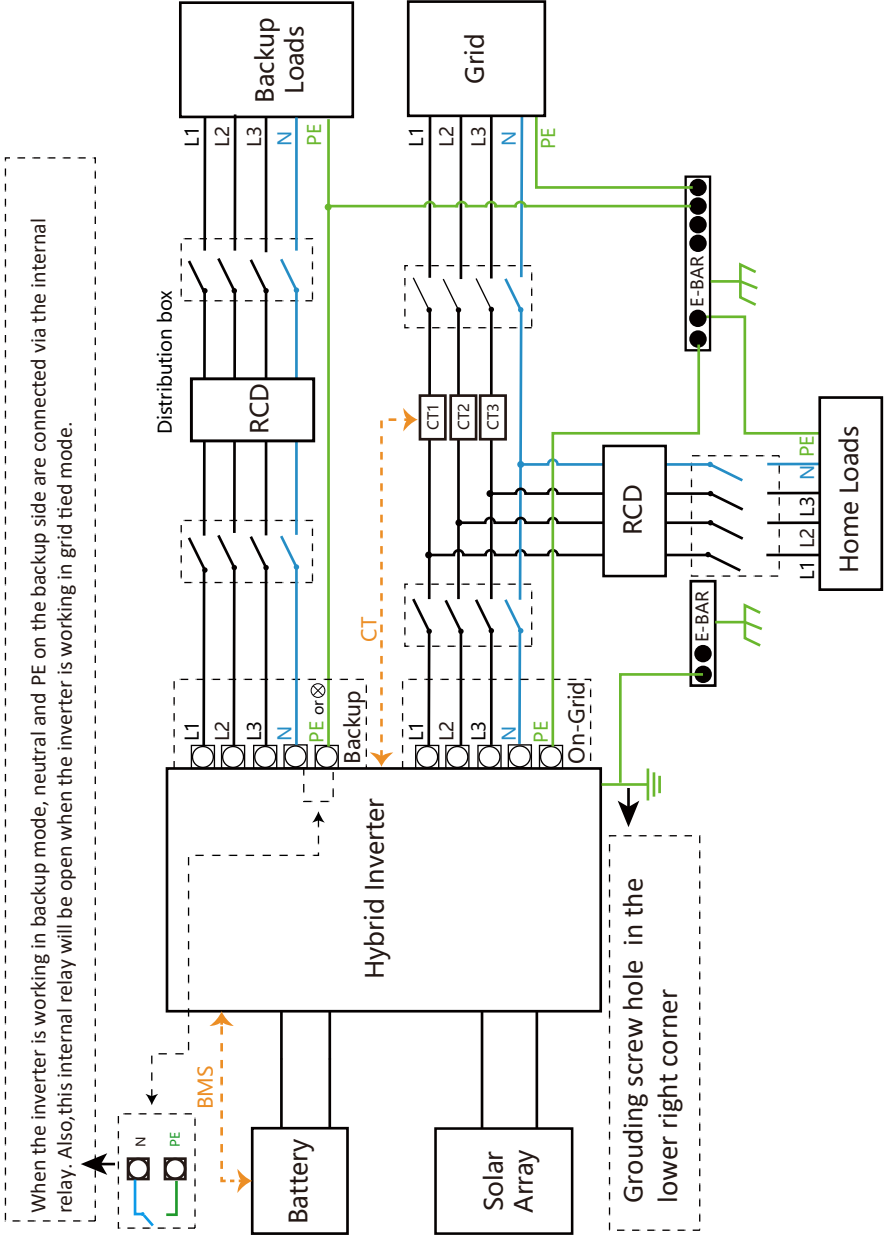 When the inverter is working in backup mode, neutral and PE on the backup side are connected via the internal
relay. Also,this internal relay will be open when the inverter is working in grid tied mode.
N
PE
BMS
Battery
Solar
Array
Hybrid Inverter
L1
L2
L3
N
PE or
Backup
CT
L1
L2
L3
N
PE
On-Grid
Grouding screw hole in the
lower right corner
Distribution box
RCD
L1
L2
L3
N
PE
Backup
Loads
CT1
CT2
CT3
L1
L2
L3
N
PE
Grid
RCD
E-BAR
E-BAR
L1
L2
L3
N
PE
Home Loads